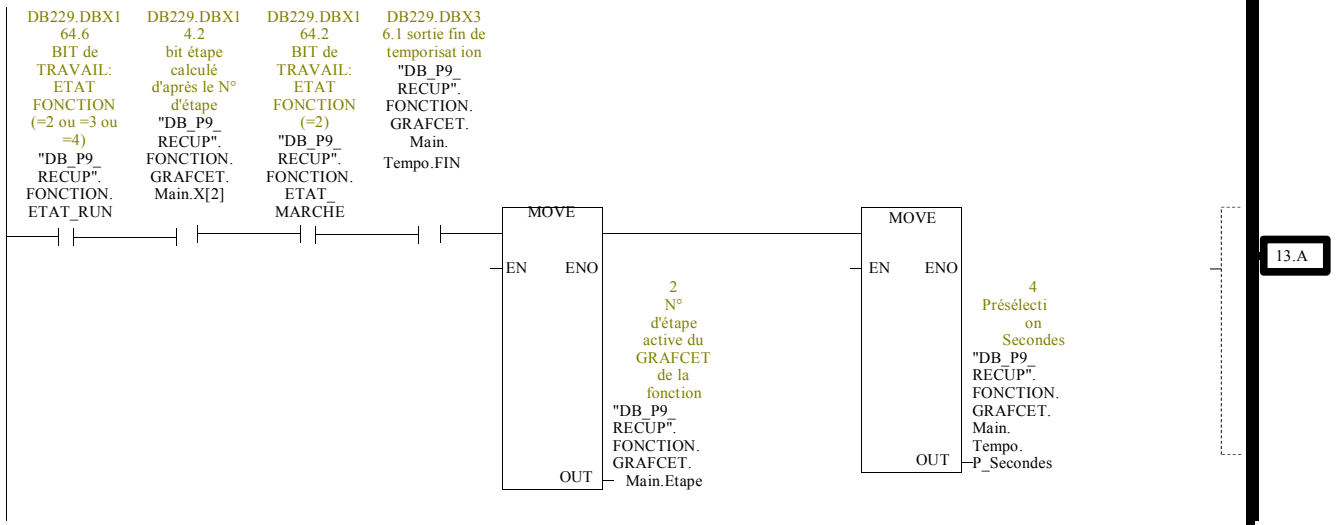 DB229.DBX1
64.6
BIT de
TRAVAIL:
ETAT
FONCTION
(=2 ou =3 ou
=4)
"DB_P9_
RECUP".
FONCTION.
ETAT_RUN
DB229.DBX1
4.2
bit étape
calculé
d'après le N°
d'étape
"DB_P9_
RECUP".
FONCTION.
GRAFCET.
Main.X[2]
DB229.DBX1
64.2
BIT de
TRAVAIL:
ETAT
FONCTION
(=2)
"DB_P9_
RECUP".
FONCTION.
ETAT_
MARCHE
DB229.DBX3
6.1 sortie fin de
temporisat ion
"DB_P9_
RECUP".
FONCTION.
GRAFCET.
Main.
Tempo.FIN
MOVE
EN ENO
OUT
2
N°
d'étape
active du
GRAFCET
de la
fonction
"DB_P9_
RECUP".
FONCTION.
GRAFCET.
Main.Etape
MOVE
EN ENO
OUT
4
Présélecti
on
Secondes
"DB_P9_
RECUP".
FONCTION.
GRAFCET.
Main.
Tempo.
P_Secondes
13.A